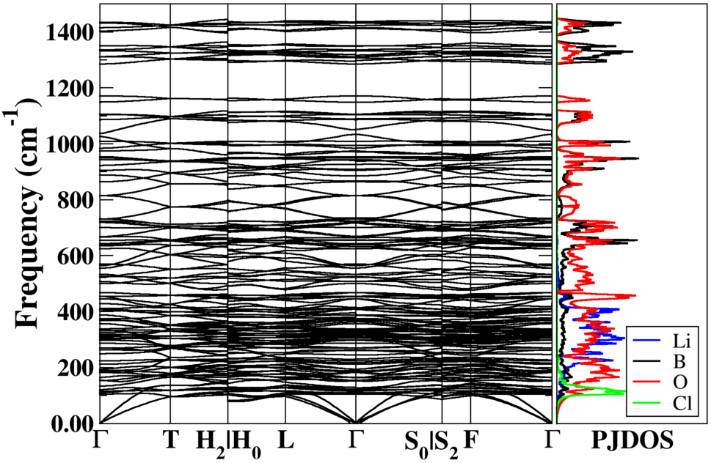 1400
1200
1000
800
600
400
200
0.00
Frequency (cm⁻¹)
Γ T H₂|H₀ L Γ S₀|S₂ F Γ PJDOS
Li
B
O
Cl